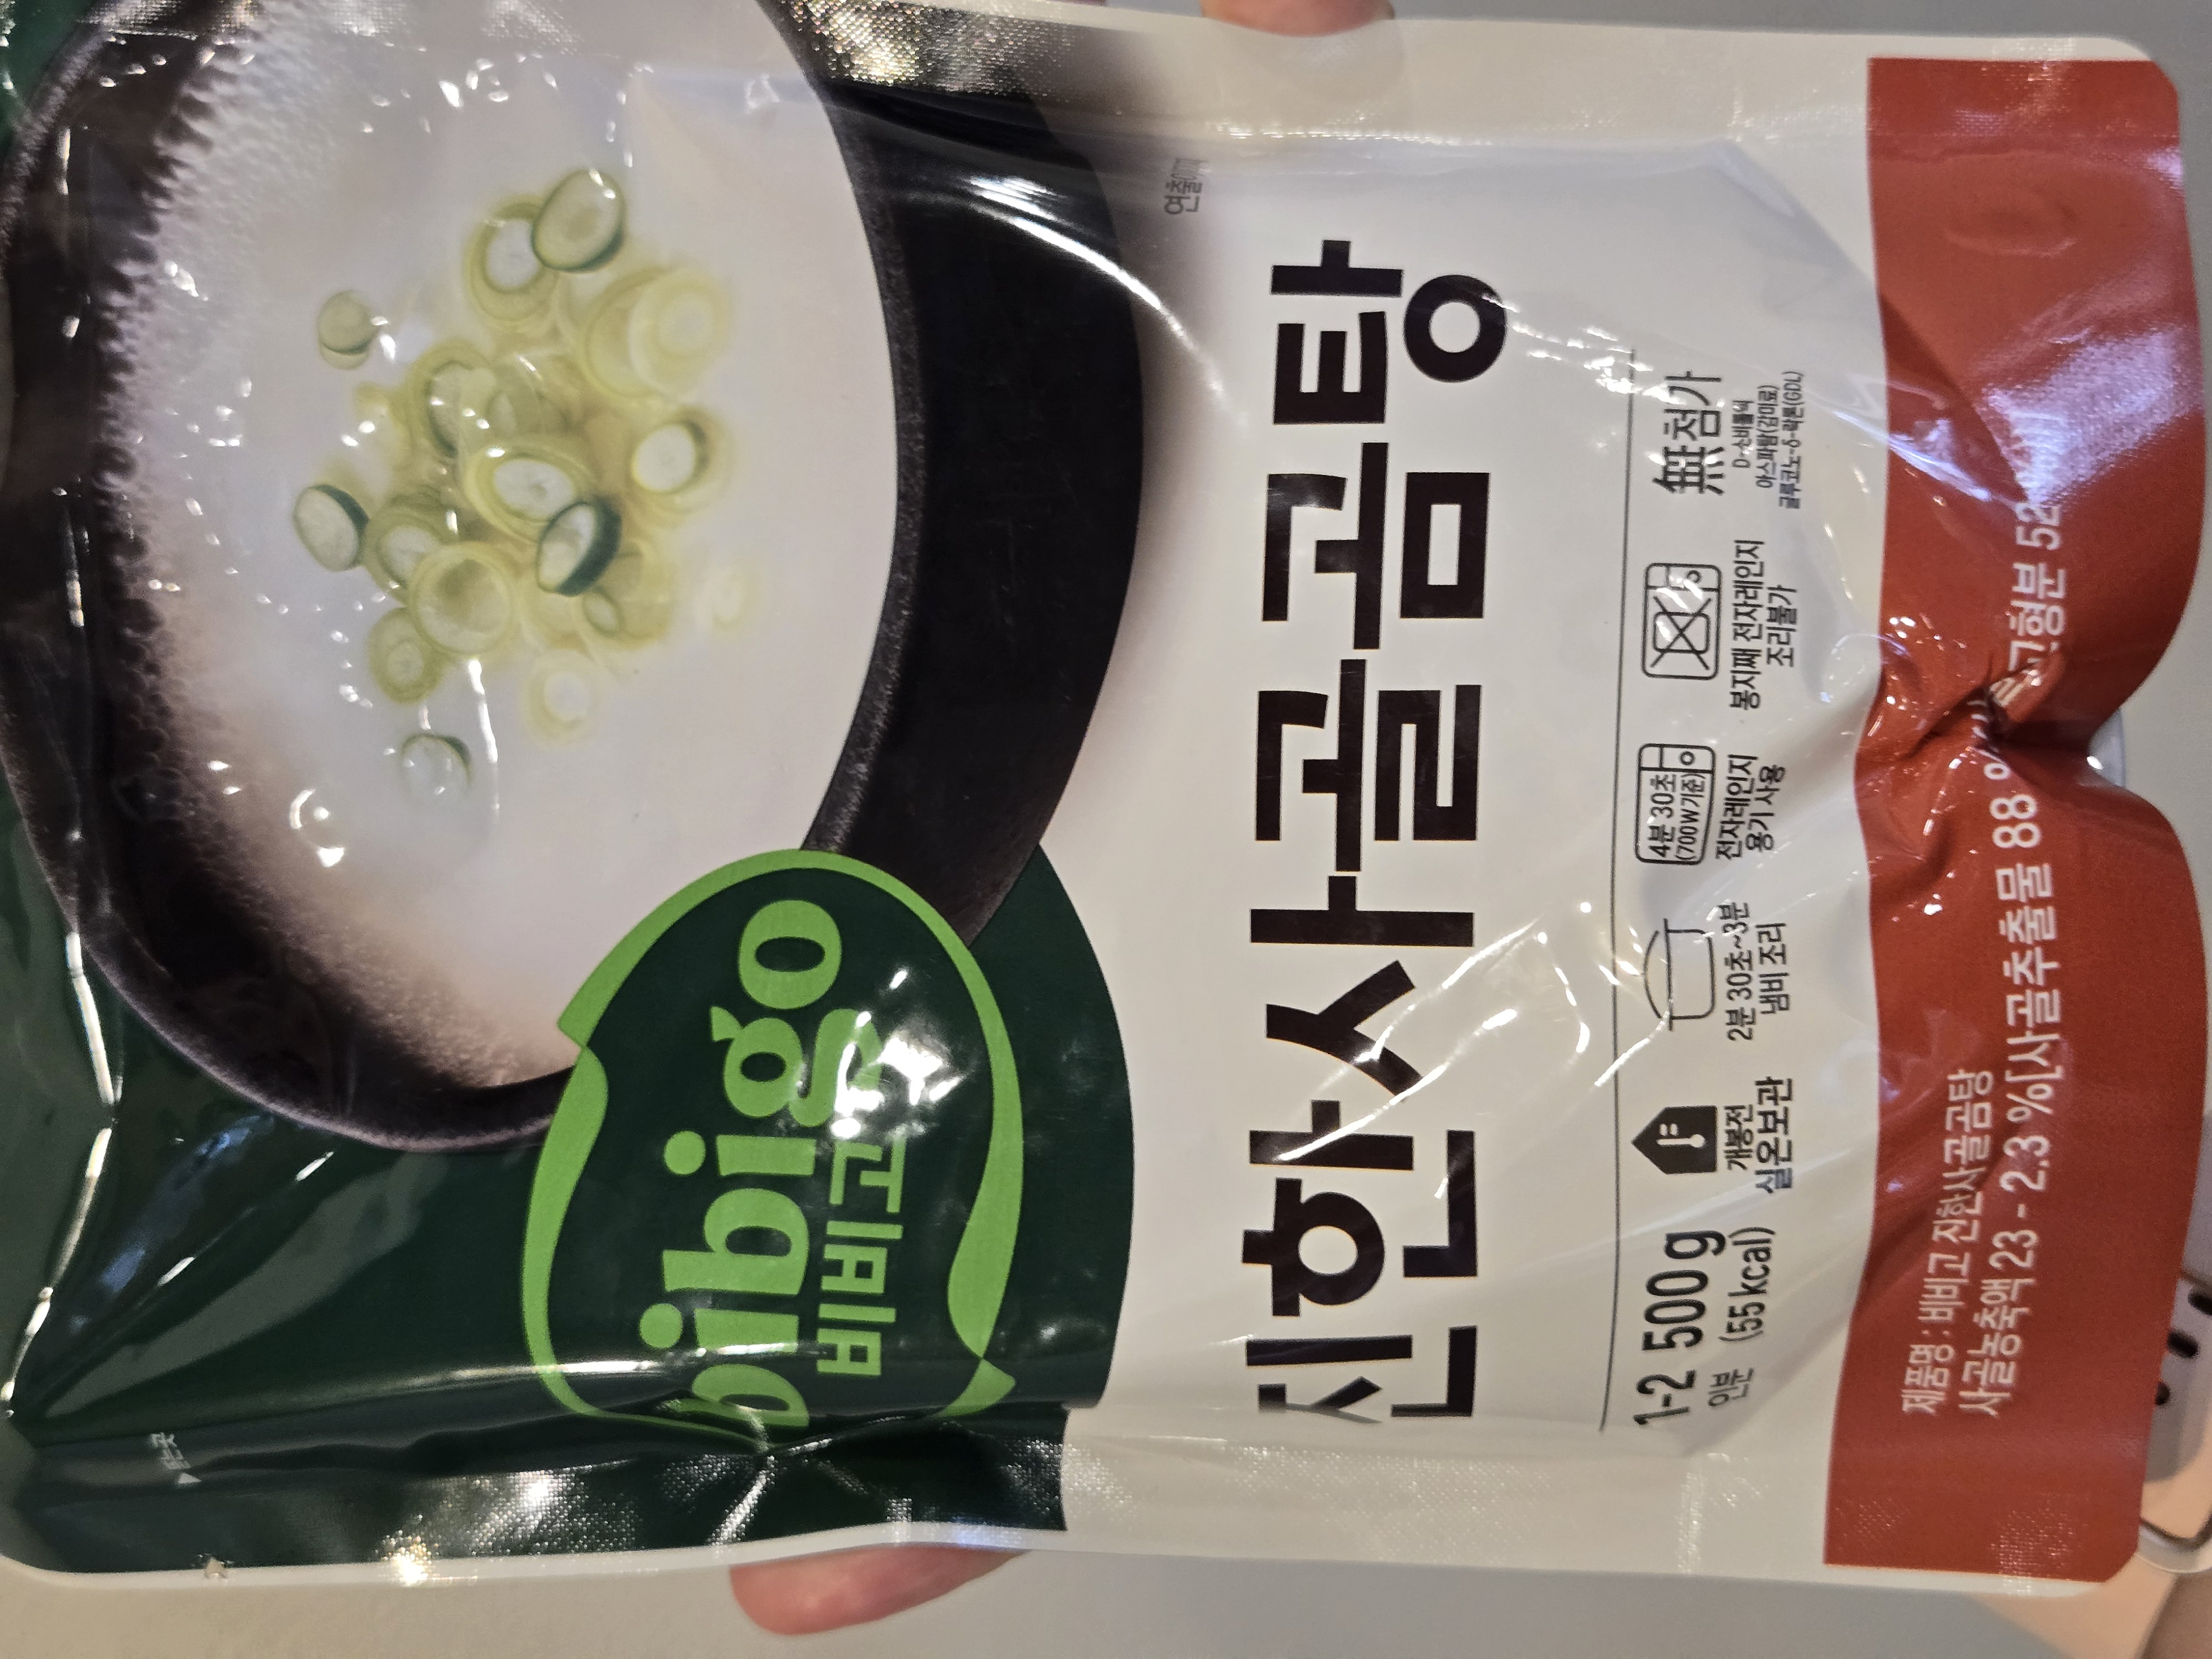 bibigo
비비고
연출
진한사골곰탕
1-2 인분
500 g
(55 kcal)
개봉전
실온보관
2분 30초~3분
냄비 조리
4분 30초
(700W기준)
전자레인지
용기 사용
봉지째 전자레인지
조리불가
無첨가
D-소비톨액
아스파탐(감미료)
글루코노-δ-락톤(GDL)
제품명 : 비비고 진한사골곰탕
사골농축액 23 - 2.3 %[사골추출물 88 % 고형분 52